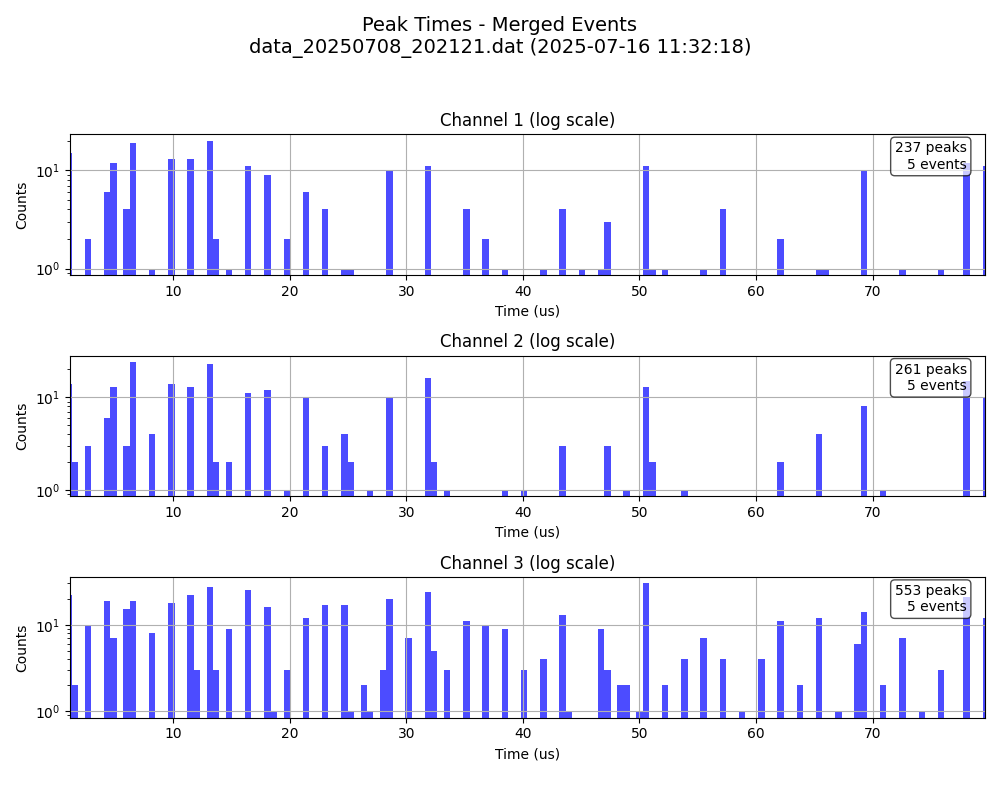 Peak Times - Merged Events
data_20250708_202121.dat (2025-07-16 11:32:18)
Channel 1 (log scale)
237 peaks
5 events
Counts
10¹
10⁰
10 20 30 40 50 60 70
Time (us)
Channel 2 (log scale)
261 peaks
5 events
Counts
10¹
10⁰
10 20 30 40 50 60 70
Time (us)
Channel 3 (log scale)
553 peaks
5 events
Counts
10¹
10⁰
10 20 30 40 50 60 70
Time (us)